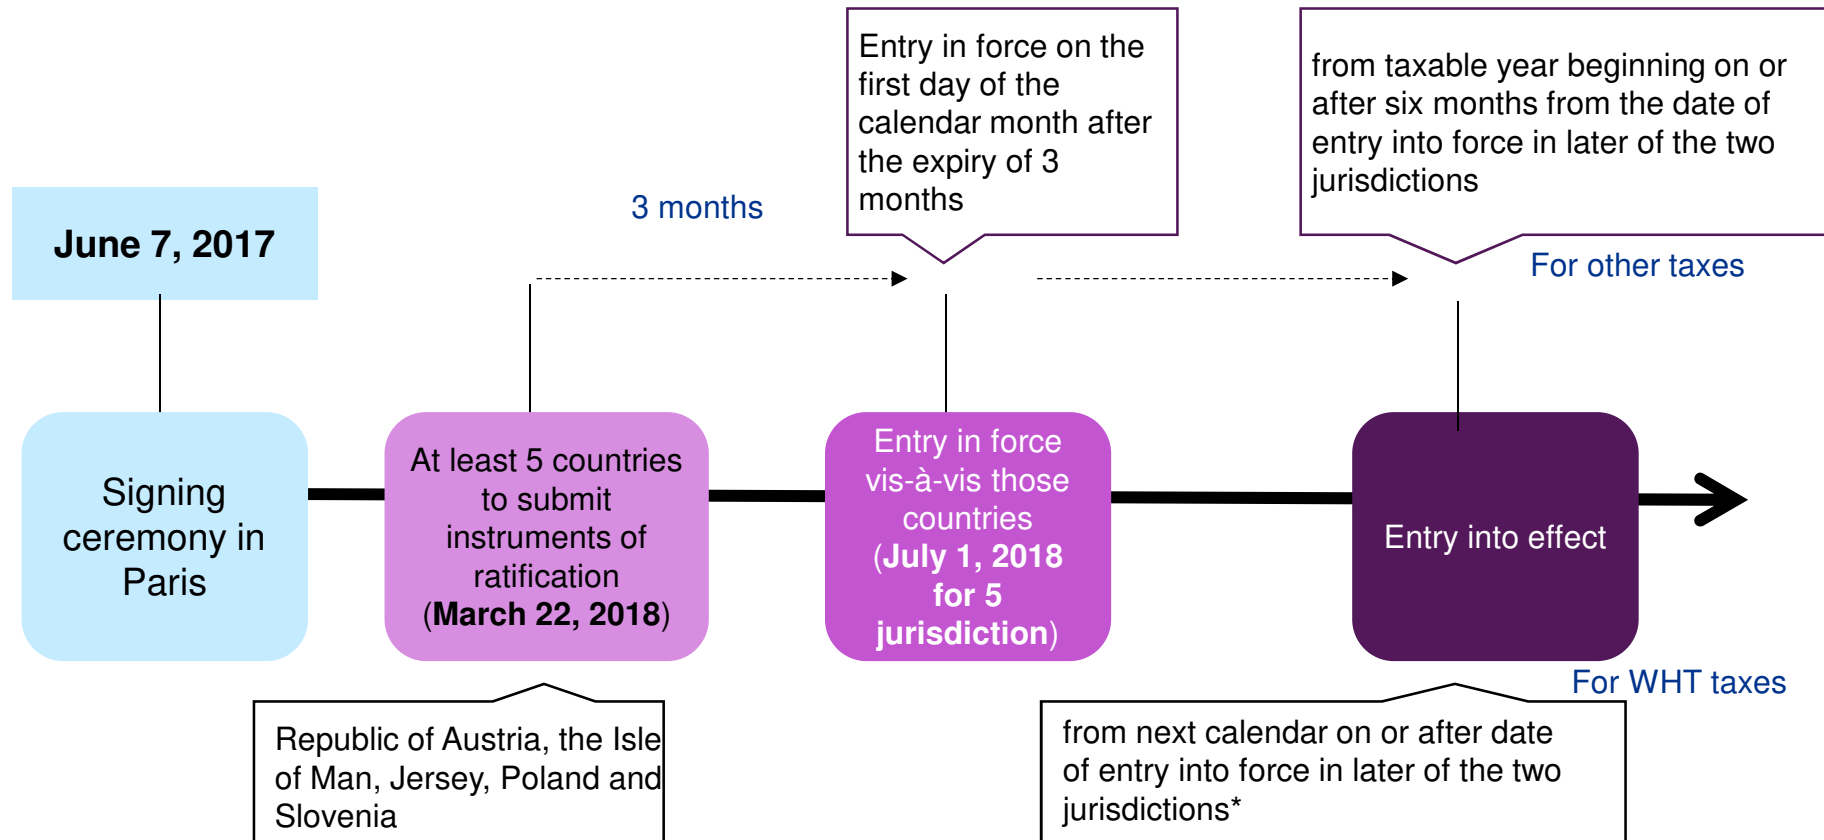 June 7, 2017
3 months
Entry in force on the
first day of the
calendar month after
the expiry of 3
months
from taxable year beginning on or
after six months from the date of
entry into force in later of the two
jurisdictions
For other taxes
Signing
ceremony in
Paris
At least 5 countries
to submit
instruments of
ratification
(March 22, 2018)
Entry in force
vis-à-vis those
countries
(July 1, 2018
for 5
jurisdiction)
Entry into effect
For WHT taxes
Republic of Austria, the Isle
of Man, Jersey, Poland and
Slovenia
from next calendar on or after date
of entry into force in later of the two
jurisdictions*